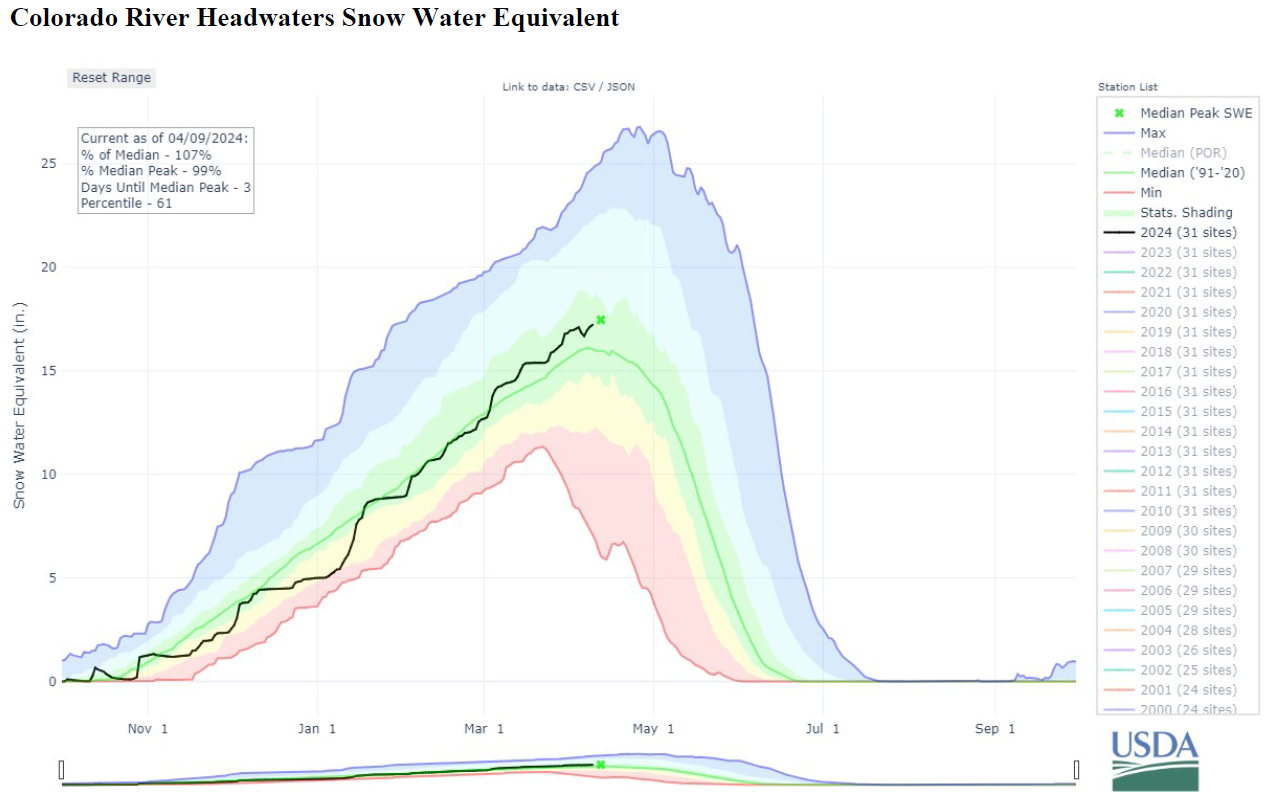 Colorado River Headwaters Snow Water Equivalent
Reset Range
Link to data: CSV / JSON
Station List
Current as of 04/09/2024:
% of Median - 107%
% Median Peak - 99%
Days Until Median Peak - 3
Percentile - 61
Snow Water Equivalent (in.)
25
20
15
10
5
0
Nov 1
Jan 1
Mar 1
May 1
Jul 1
Sep 1
Median Peak SWE
Max
Median (POR)
Median ('91-'20)
Min
Stats. Shading
2024 (31 sites)
2023 (31 sites)
2022 (31 sites)
2021 (31 sites)
2020 (31 sites)
2019 (31 sites)
2018 (31 sites)
2017 (31 sites)
2016 (31 sites)
2015 (31 sites)
2014 (31 sites)
2013 (31 sites)
2012 (31 sites)
2011 (31 sites)
2010 (31 sites)
2009 (30 sites)
2008 (30 sites)
2007 (29 sites)
2006 (29 sites)
2005 (29 sites)
2004 (28 sites)
2003 (26 sites)
2002 (25 sites)
2001 (24 sites)
2000 (24 sites)
USDA